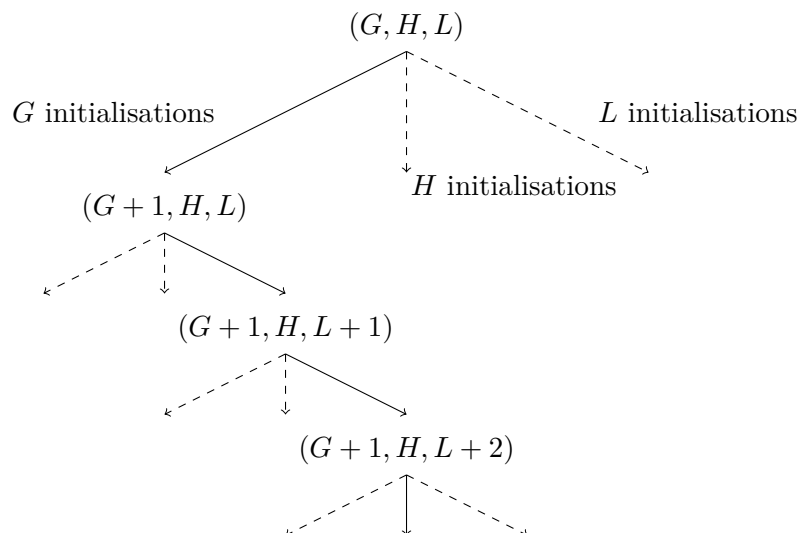 (G, H, L)
G initialisations
L initialisations
H initialisations
(G + 1, H, L)
(G + 1, H, L + 1)
(G + 1, H, L + 2)